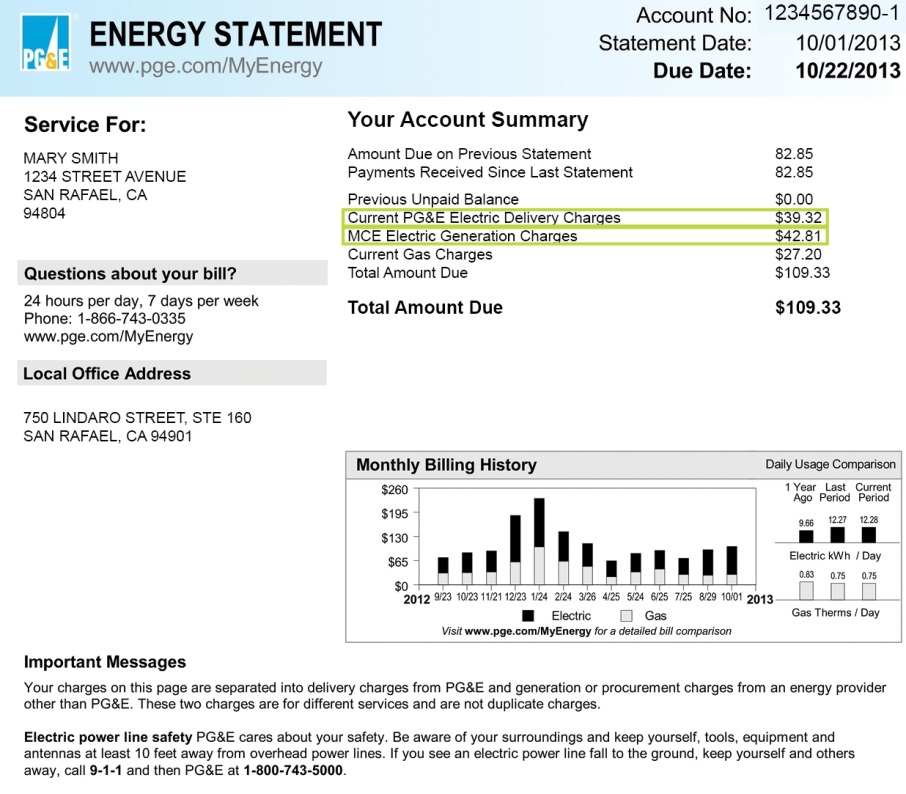 PG&E
ENERGY STATEMENT
www.pge.com/MyEnergy
Account No: 1234567890-1
Statement Date: 10/01/2013
Due Date: 10/22/2013
Service For:
MARY SMITH
1234 STREET AVENUE
SAN RAFAEL, CA
94804
Questions about your bill?
24 hours per day, 7 days per week
Phone: 1-866-743-0335
www.pge.com/MyEnergy
Local Office Address
750 LINDARO STREET, STE 160
SAN RAFAEL, CA 94901
Your Account Summary
Amount Due on Previous Statement 82.85
Payments Received Since Last Statement 82.85
Previous Unpaid Balance $0.00
Current PG&E Electric Delivery Charges $39.32
MCE Electric Generation Charges $42.81
Current Gas Charges $27.20
Total Amount Due $109.33
Total Amount Due $109.33
Monthly Billing History
$260
$195
$130
$65
$0
2012 9/23 10/23 11/21 12/23 1/24 2/24 3/26 4/25 5/24 6/25 7/25 8/29 10/01 2013
Electric Gas
Visit www.pge.com/MyEnergy for a detailed bill comparison
Daily Usage Comparison
1 Year Ago Last Period Current Period
9.66 12.27 12.28
Electric kWh / Day
0.83 0.75 0.75
Gas Therms / Day
Important Messages
Your charges on this page are separated into delivery charges from PG&E and generation or procurement charges from an energy provider
other than PG&E. These two charges are for different services and are not duplicate charges.
Electric power line safety PG&E cares about your safety. Be aware of your surroundings and keep yourself, tools, equipment and
antennas at least 10 feet away from overhead power lines. If you see an electric power line fall to the ground, keep yourself and others
away, call 9-1-1 and then PG&E at 1-800-743-5000.